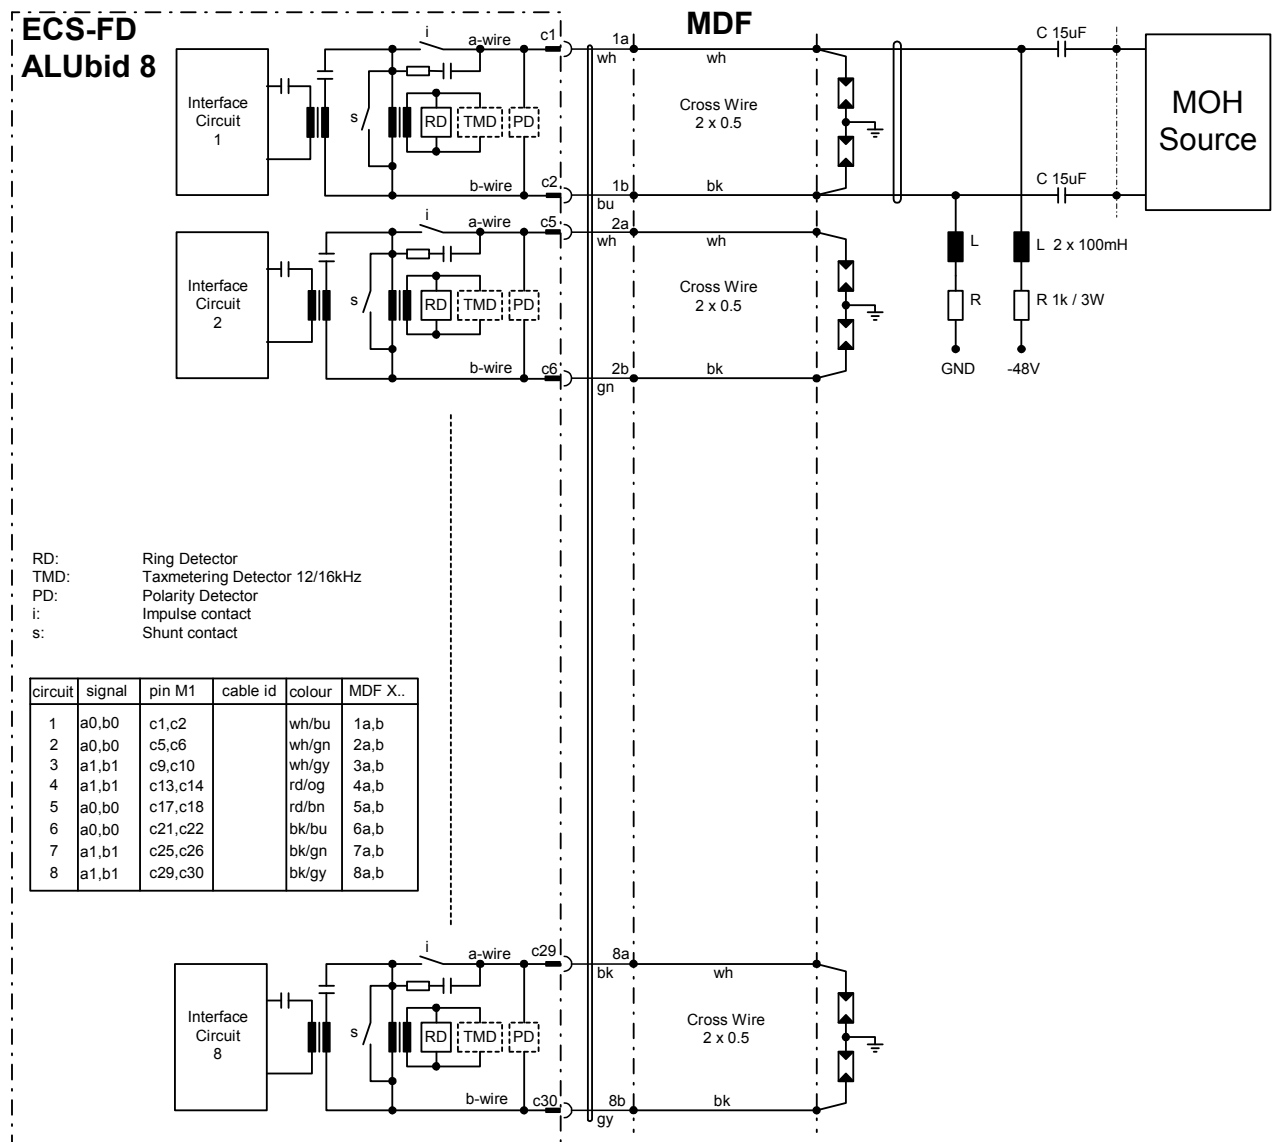 ECS-FD
ALUbid 8
MDF
Interface
Circuit
1
i
a-wire
c1
s
RD
TMD
PD
b-wire
c2
1a
wh
wh
Cross Wire
2 x 0.5
1b
bu
bk
C 15uF
C 15uF
MOH
Source
L
L 2 x 100mH
R
R 1k / 3W
GND
-48V
Interface
Circuit
2
i
a-wire
c5
s
RD
TMD
PD
b-wire
c6
2a
wh
wh
Cross Wire
2 x 0.5
2b
gn
bk
RD: Ring Detector
TMD: Taxmetering Detector 12/16kHz
PD: Polarity Detector
i: Impulse contact
s: Shunt contact
circuit signal pin M1 cable id colour MDF X..
1 a0,b0 c1,c2 wh/bu 1a,b
2 a0,b0 c5,c6 wh/gn 2a,b
3 a1,b1 c9,c10 wh/gy 3a,b
4 a1,b1 c13,c14 rd/og 4a,b
5 a0,b0 c17,c18 rd/bn 5a,b
6 a0,b0 c21,c22 bk/bu 6a,b
7 a1,b1 c25,c26 bk/gn 7a,b
8 a1,b1 c29,c30 bk/gy 8a,b
Interface
Circuit
8
i
a-wire
c29
s
RD
TMD
PD
b-wire
c30
8a
bk
wh
Cross Wire
2 x 0.5
8b
gy
bk